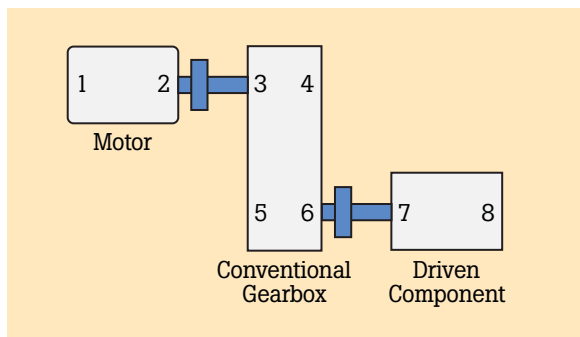 1 2
Motor
3 4
5 6
Conventional
Gearbox
7 8
Driven
Component